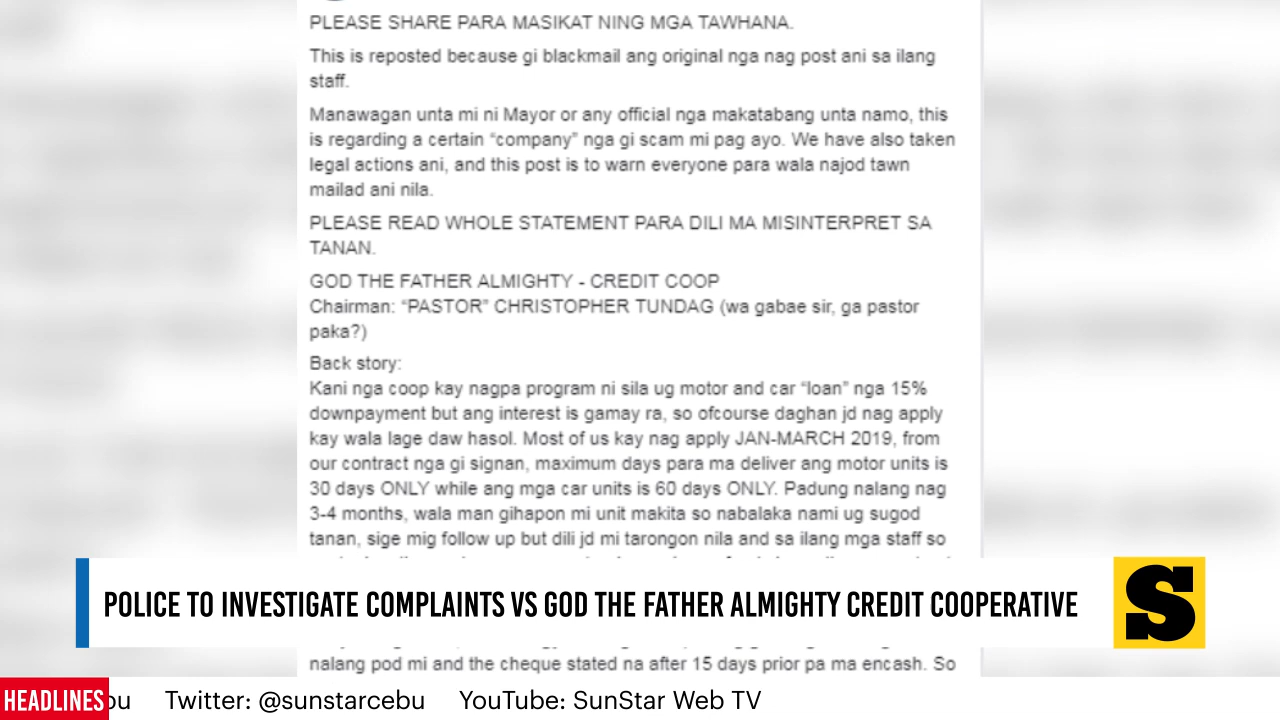 PLEASE SHARE PARA MASIKAT NING MGA TAWHANA.
This is reposted because gi blackmail ang original nga nag post ani sa ilang
staff.
Manawagan unta mi ni Mayor or any official nga makatabang unta namo, this
is regarding a certain “company” nga gi scam mi pag ayo. We have also taken
legal actions ani, and this post is to warn everyone para wala najod tawn
mailad ani nila.
PLEASE READ WHOLE STATEMENT PARA DILI MA MISINTERPRET SA
TANAN.
GOD THE FATHER ALMIGHTY - CREDIT COOP
Chairman: “PASTOR” CHRISTOPHER TUNDAG (wa gabae sir, ga pastor
paka?)
Back story:
Kani nga coop kay nagpa program ni sila ug motor and car “loan” nga 15%
downpayment but ang interest is gamay ra, so ofcourse daghan jd nag apply
kay wala lage daw hasol. Most of us kay nag apply JAN-MARCH 2019, from
our contract nga gi signan, maximum days para ma deliver ang motor units is
30 days ONLY while ang mga car units is 60 days ONLY. Padung nalang nag
3-4 months, wala man gihapon mi unit makita so nabalaka nami ug sugod
tanan, sige mig follow up but dili jd mi tarongon nila and sa ilang mga staff so
POLICE TO INVESTIGATE COMPLAINTS VS GOD THE FATHER ALMIGHTY CREDIT COOPERATIVE
S
nalang pod mi and the cheque stated na after 15 days prior pa ma encash. So
HEADLINES bu Twitter: @sunstarcebu YouTube: SunStar Web TV